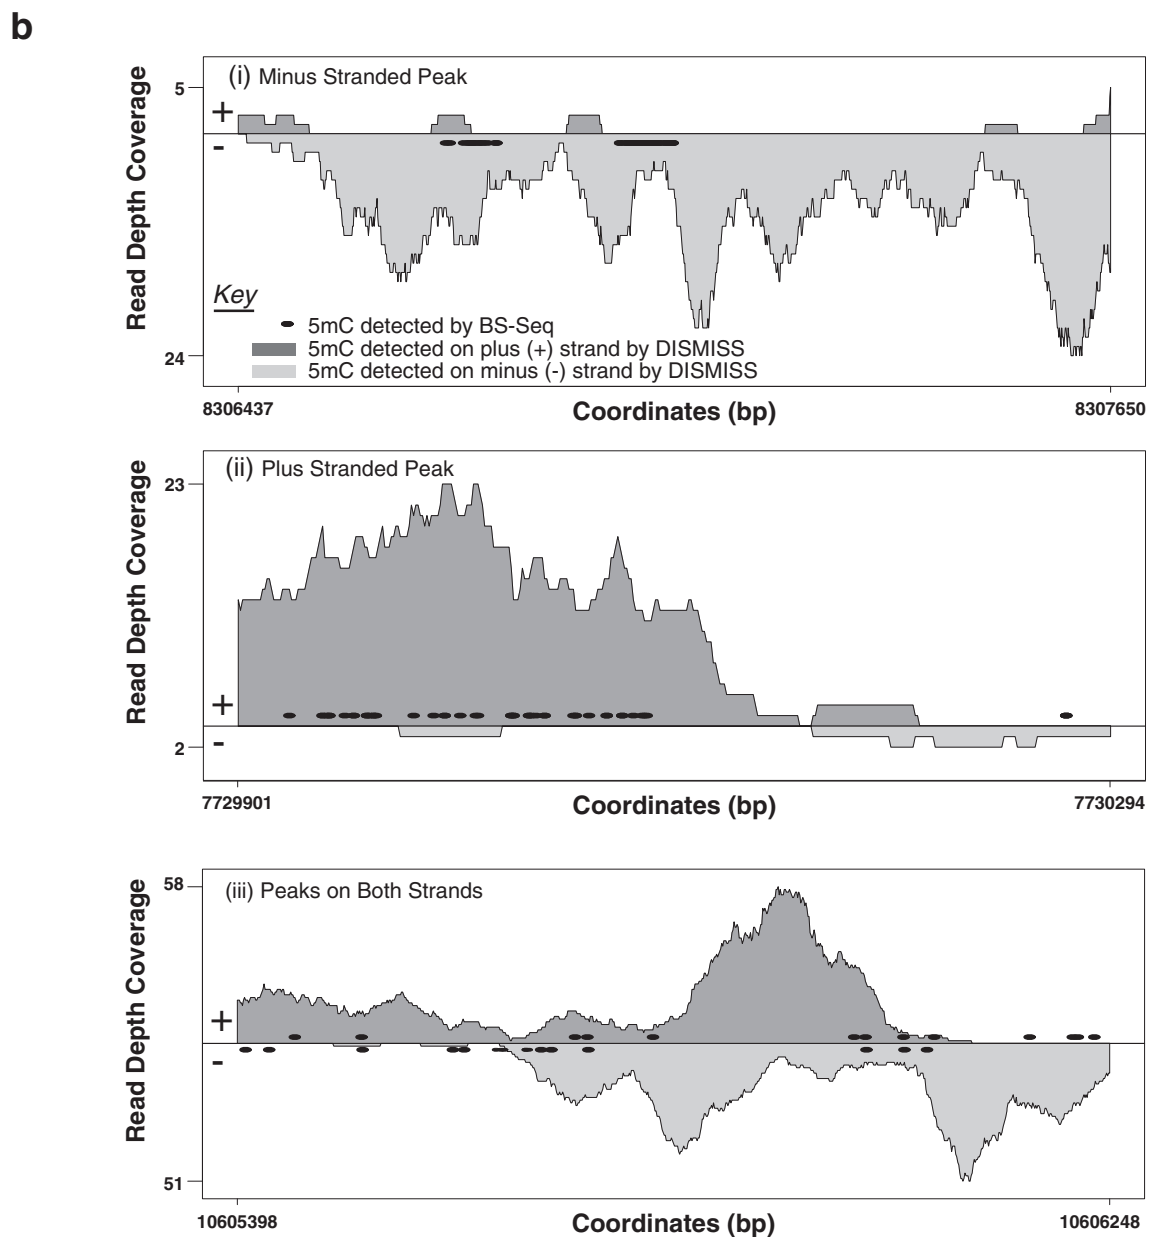 b
(i) Minus Stranded Peak
Read Depth Coverage
5
+
-
24
Key
5mC detected by BS-Seq
5mC detected on plus (+) strand by DISMISS
5mC detected on minus (-) strand by DISMISS
8306437
Coordinates (bp)
8307650
(ii) Plus Stranded Peak
Read Depth Coverage
23
+
-
2
7729901
Coordinates (bp)
7730294
(iii) Peaks on Both Strands
Read Depth Coverage
58
+
-
51
10605398
Coordinates (bp)
10606248